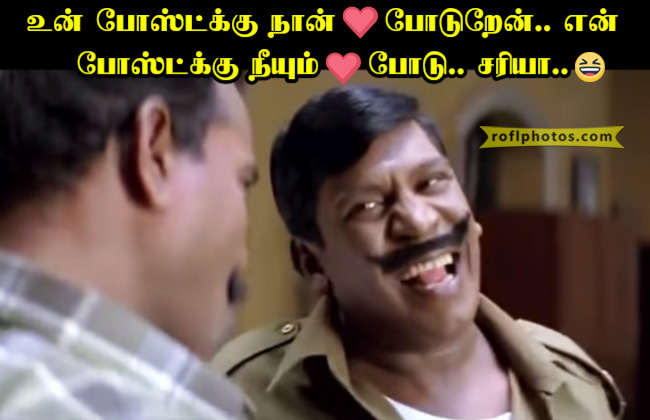 உன் போஸ்ட்க்கு நான் ❤️ போடுறேன்.. என்
போஸ்ட்க்கு நீயும் ❤️ போடு.. சரியா.. 😆
roflphotos.com